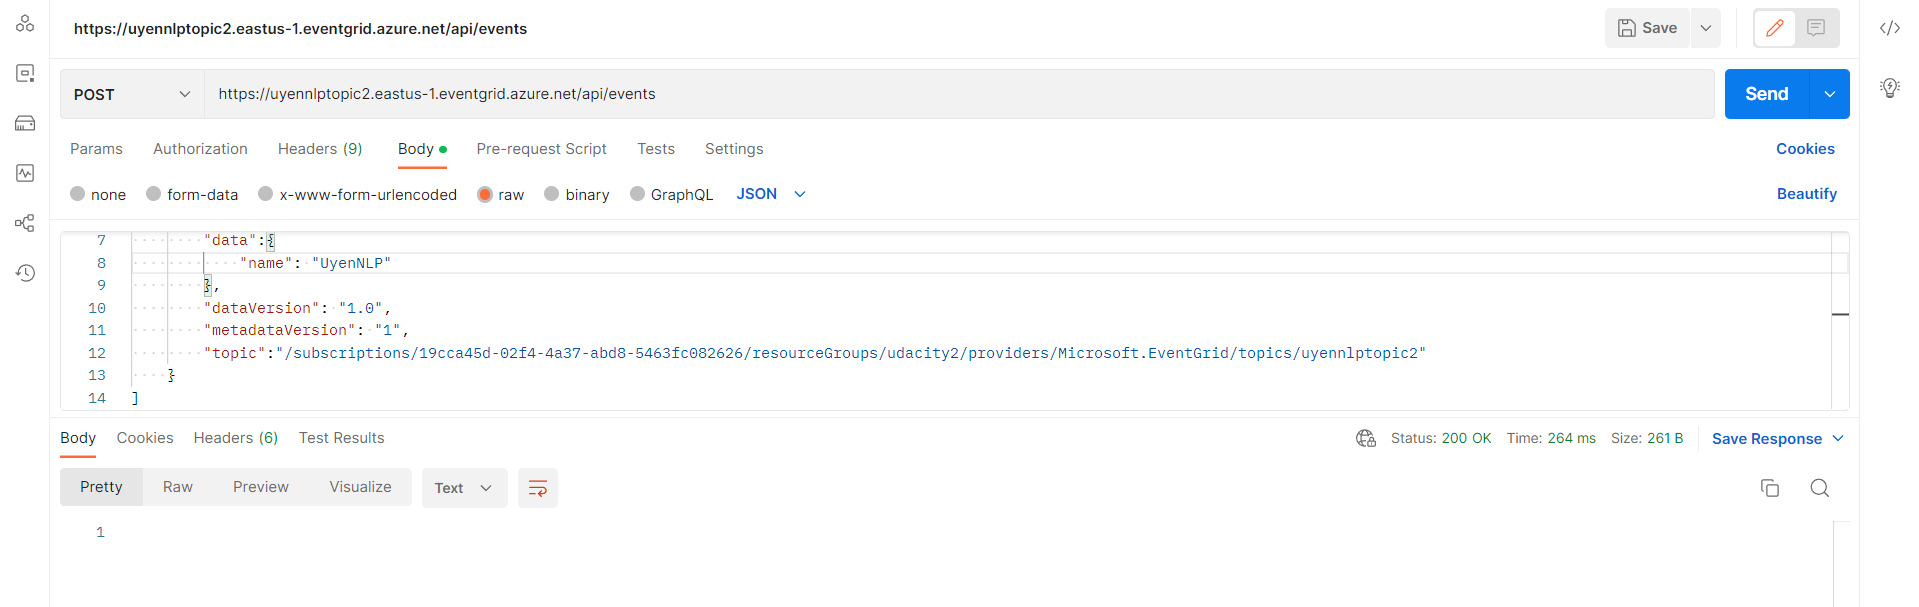 https://uyennlptopic2.eastus-1.eventgrid.azure.net/api/events
Save
POST
https://uyennlptopic2.eastus-1.eventgrid.azure.net/api/events
Send
Params Authorization Headers (9) Body Pre-request Script Tests Settings Cookies
none form-data x-www-form-urlencoded raw binary GraphQL JSON Beautify
7 "data":{
8 "name": "UyenNLP"
9 },
10 "dataVersion": "1.0",
11 "metadataVersion": "1",
12 "topic":"/subscriptions/19cca45d-02f4-4a37-abd8-5463fc082626/resourceGroups/udacity2/providers/Microsoft.EventGrid/topics/uyennlptopic2"
13 }
14 ]
Body Cookies Headers (6) Test Results Status: 200 OK Time: 264 ms Size: 261 B Save Response
Pretty Raw Preview Visualize Text
1